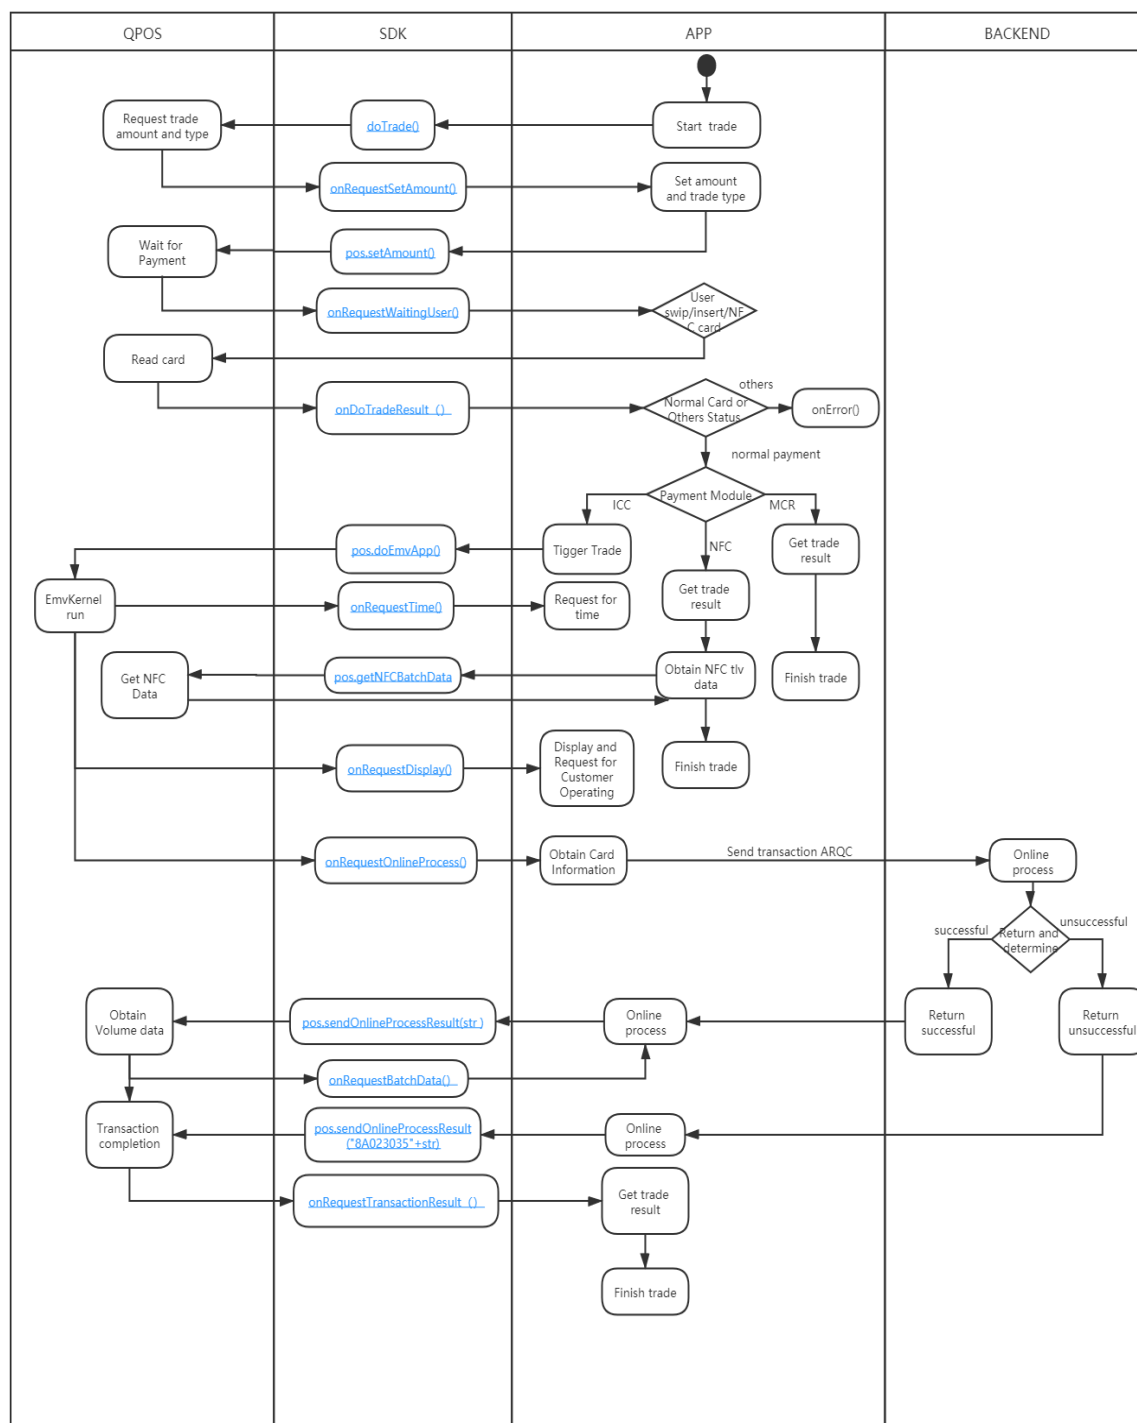 QPOS
SDK
APP
BACKEND
Request trade
amount and type
doTrade()
Start trade
onRequestSetAmount()
Set amount
and trade type
Wait for
Payment
pos.setAmount()
onRequestWaitingUser()
User
swip/insert/NF
C card
Read card
onDoTradeResult（）
Normal Card or
Others Status
others
onError()
normal payment
Payment Module
ICC
MCR
NFC
pos.doEmvApp()
Tigger Trade
Get trade
result
EmvKernel
run
onRequestTime()
Request for
time
Get trade
result
Get NFC
Data
pos.getNFCBatchData
Obtain NFC tlv
data
Finish trade
onRequestDisplay()
Display and
Request for
Customer
Operating
Finish trade
onRequestOnlineProcess()
Obtain Card
Information
Send transaction ARQC
Online
process
successful
Return and
determine
unsuccessful
Obtain
Volume data
pos.sendOnlineProcessResult(str )
Online
process
Return
successful
Return
unsuccessful
onRequestBatchData()
Transaction
completion
pos.sendOnlineProcessResult
("8A023035"+str)
Online
process
onRequestTransactionResult（）
Get trade
result
Finish trade